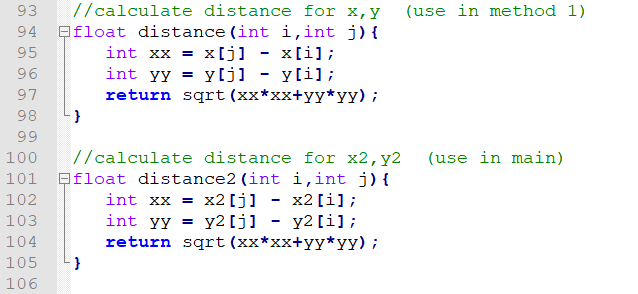 93 //calculate distance for x,y  (use in method 1)
94 float distance(int i,int j){
95    int xx = x[j] - x[i];
96    int yy = y[j] - y[i];
97    return sqrt(xx*xx+yy*yy);
98 }
99
100 //calculate distance for x2,y2  (use in main)
101 float distance2(int i,int j){
102    int xx = x2[j] - x2[i];
103    int yy = y2[j] - y2[i];
104    return sqrt(xx*xx+yy*yy);
105 }
106